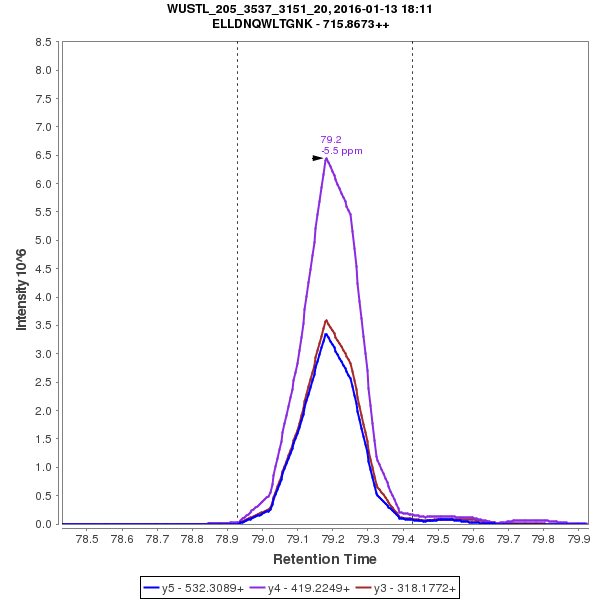 WUSTL_205_3537_3151_20, 2016-01-13 18:11
ELLDNQWLTGNK - 715.8673++
8.5
8.0
7.5
7.0
6.5
6.0
5.5
5.0
4.5
4.0
3.5
3.0
2.5
2.0
1.5
1.0
0.5
0.0
Intensity 10^6
79.2
-5.5 ppm
78.5 78.6 78.7 78.8 78.9 79.0 79.1 79.2 79.3 79.4 79.5 79.6 79.7 79.8 79.9
Retention Time
y5 - 532.3089+ y4 - 419.2249+ y3 - 318.1772+